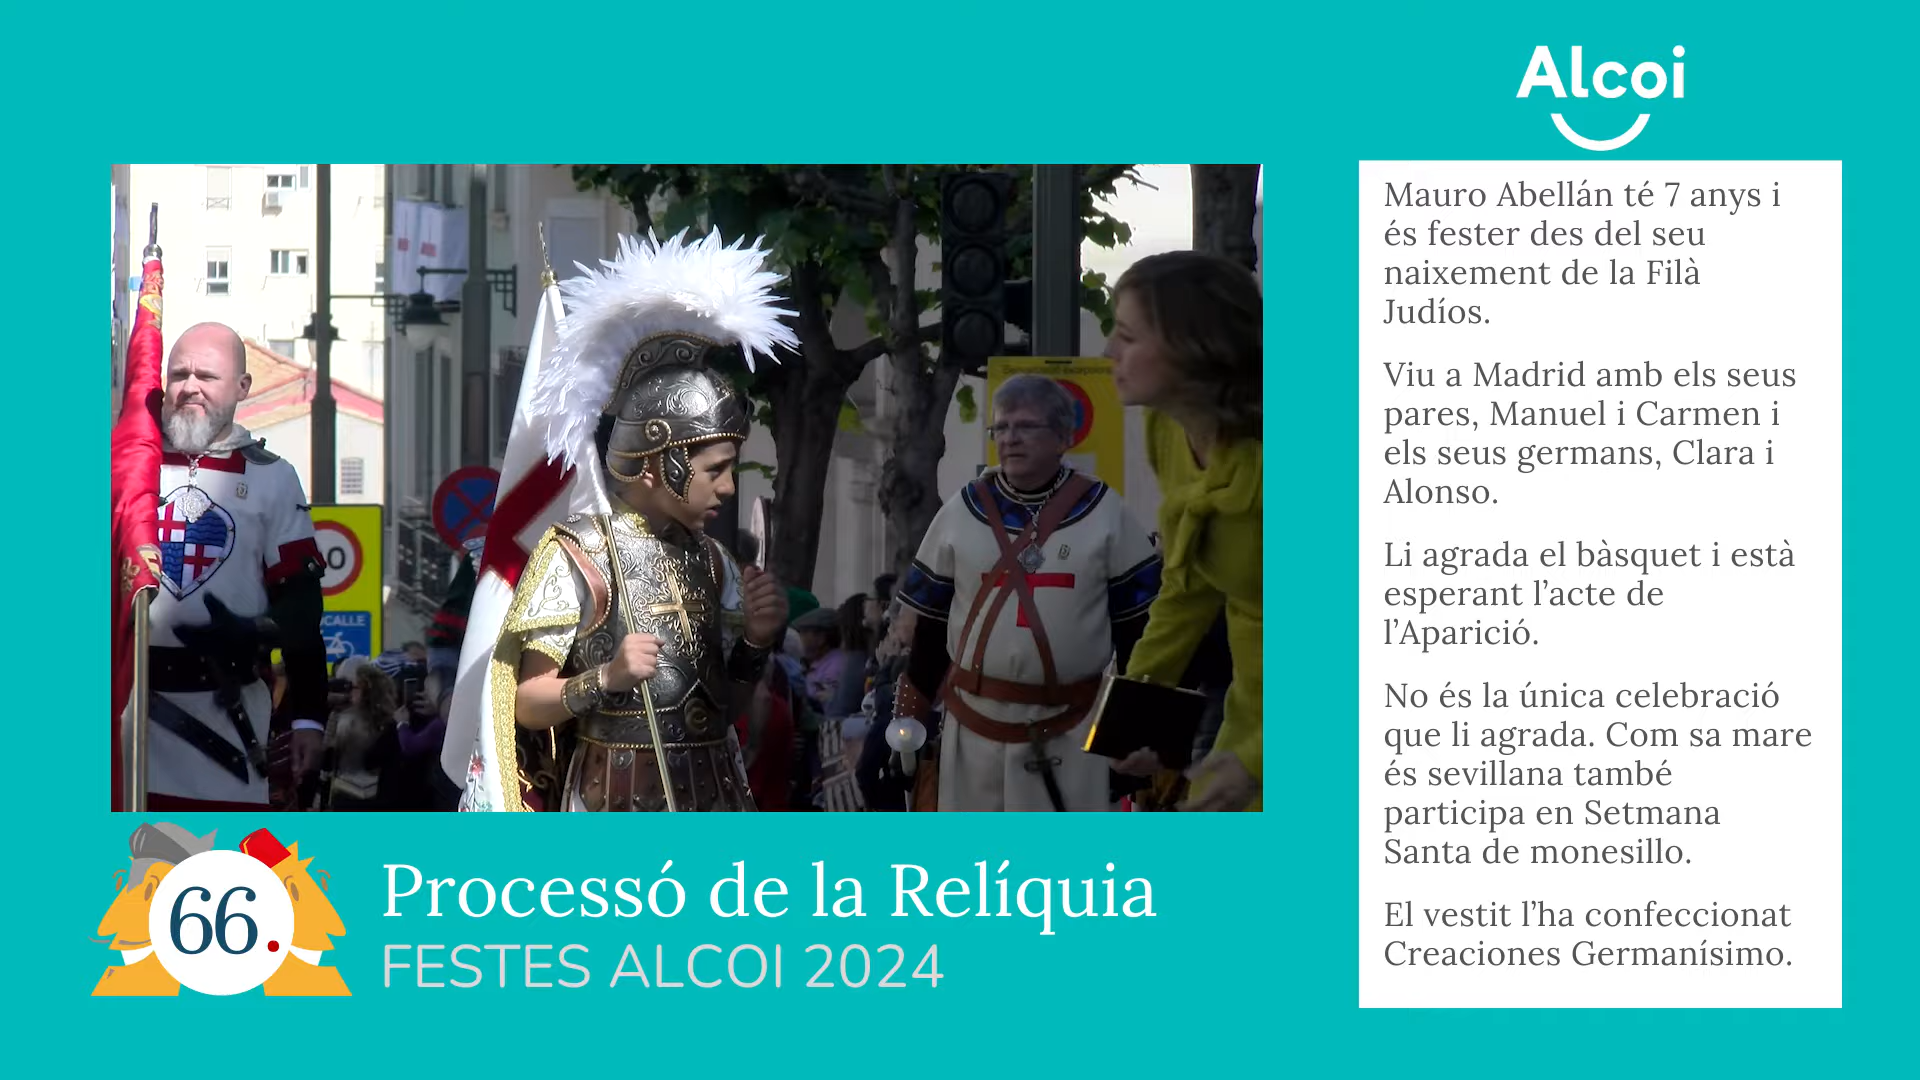 Alcoi
Mauro Abellán té 7 anys i
és fester des del seu
naixement de la Filà
Judíos.
Viu a Madrid amb els seus
pares, Manuel i Carmen i
els seus germans, Clara i
Alonso.
Li agrada el bàsquet i està
esperant l’acte de
l’Aparició.
No és la única celebració
que li agrada. Com sa mare
és sevillana també
participa en Setmana
Santa de monesillo.
El vestit l’ha confeccionat
Creaciones Germanísimo.
66.
Processó de la Relíquia
FESTES ALCOI 2024